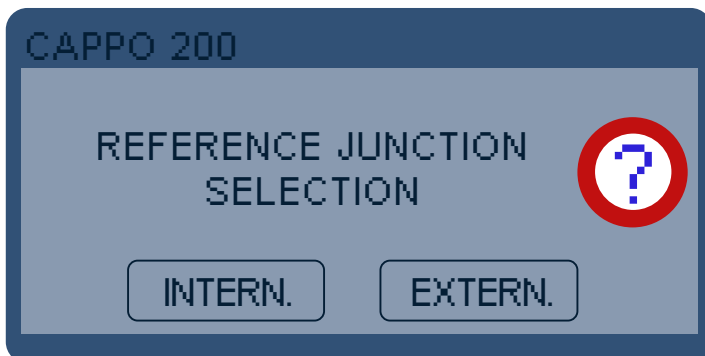 CAPPO 200
REFERENCE JUNCTION
SELECTION
?
INTERN.
EXTERN.